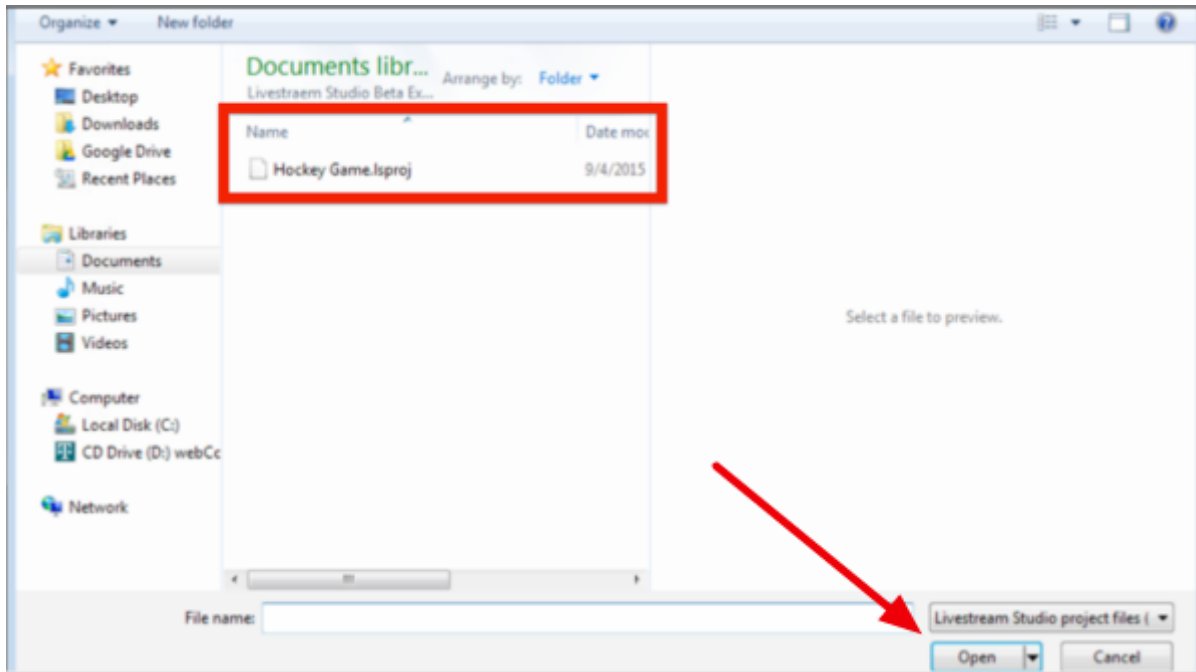 Organize New folder
Favorites
Desktop
Downloads
Google Drive
Recent Places
Libraries
Documents
Music
Pictures
Videos
Computer
Local Disk (C:)
CD Drive (D:) webCc
Network
Documents libr...
Arrange by: Folder
Livestraem Studio Beta Ex...
Name Date mod
Hockey Game.lsproj 9/4/2015
Select a file to preview.
File name: Livestream Studio project files (
Open Cancel